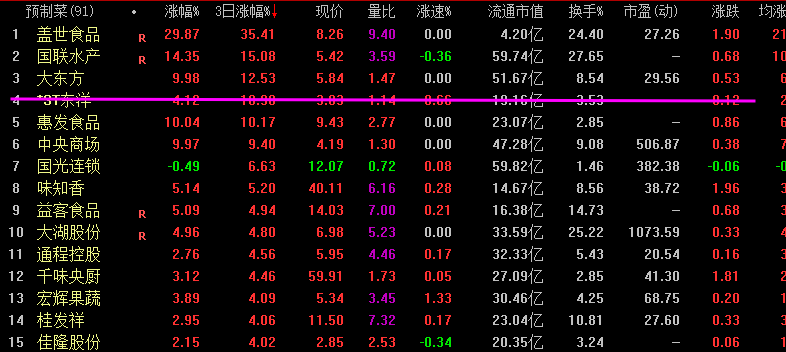 预制菜(91) • 涨幅% 3日涨幅%↓ 现价 量比 涨速% 流通市值 换手% 市盈(动) 涨跌 均涨
1 盖世食品 R 29.87 35.41 8.26 9.40 0.00 4.20亿 24.40 27.26 1.90 21
2 国联水产 R 14.35 15.08 5.42 3.59 -0.36 59.74亿 27.65 — 0.68 10
3 大东方 9.98 12.53 5.84 1.47 0.00 51.67亿 8.54 29.56 0.53 6
4 *ST东洋 4.12 10.98 3.03 1.14 0.66 19.16亿 3.53 0.12 2
5 惠发食品 10.04 10.17 9.43 2.77 0.00 23.07亿 2.85 — 0.86 6
6 中央商场 9.97 9.40 4.19 1.30 0.00 47.28亿 9.08 506.87 0.38 7
7 国光连锁 -0.49 6.63 12.07 0.72 0.08 59.82亿 1.46 382.38 -0.06 -0
8 味知香 5.14 5.20 40.11 6.16 0.28 14.67亿 8.56 38.72 1.96 3
9 益客食品 R 5.09 4.94 14.03 7.00 0.21 16.38亿 14.73 — 0.68 3
10 大湖股份 R 4.96 4.80 6.98 5.23 0.00 33.59亿 25.22 1073.59 0.33 4
11 通程控股 2.76 4.56 5.95 4.46 0.17 32.33亿 5.43 20.54 0.16 3
12 千味央厨 3.12 4.46 59.91 1.73 0.05 27.09亿 2.85 41.30 1.81 2
13 宏辉果蔬 3.89 4.09 5.34 3.45 1.33 30.46亿 4.25 68.75 0.20 3
14 桂发祥 2.95 4.06 11.50 7.32 0.17 23.04亿 10.81 27.60 0.33 3
15 佳隆股份 2.15 4.02 2.85 2.53 -0.34 20.35亿 3.24 — 0.06 1